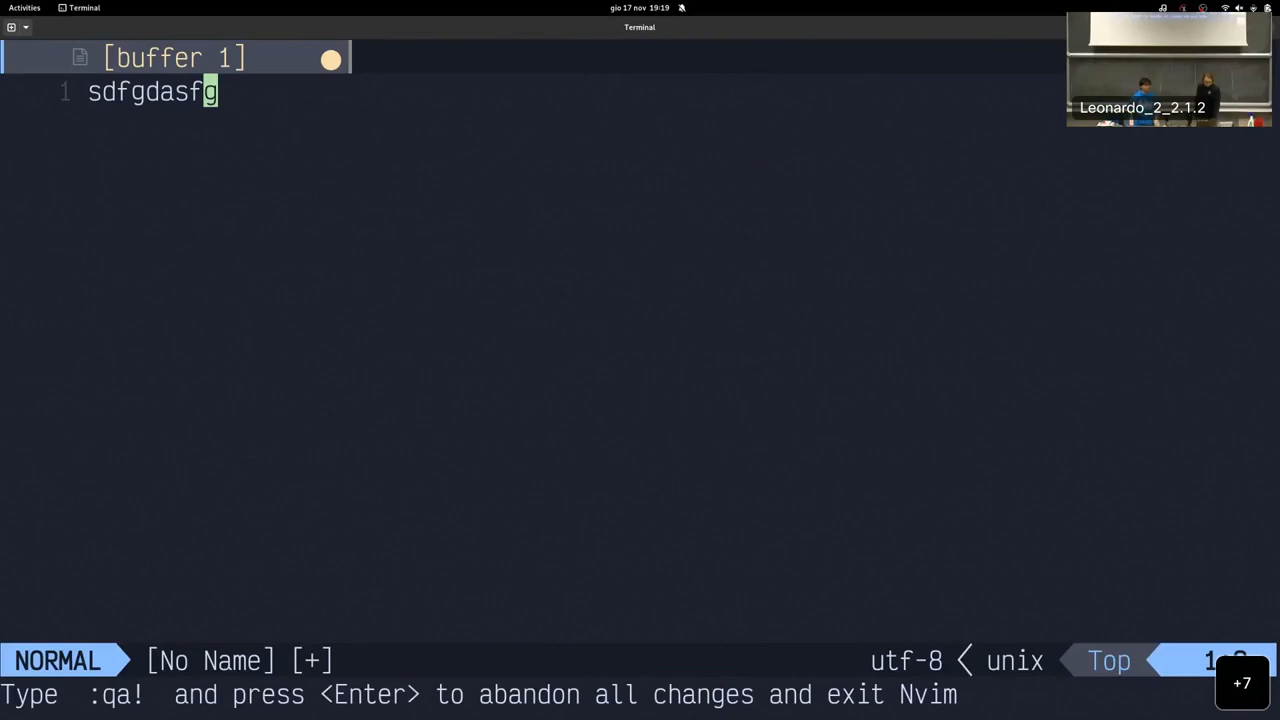 Activities Terminal gio 17 nov 19:19
Terminal
[buffer 1]
1 sdfgdasfg
Leonardo_2_2.1.2
NORMAL [No Name] [+] utf-8 unix Top
Type :qa! and press <Enter> to abandon all changes and exit Nvim
+7